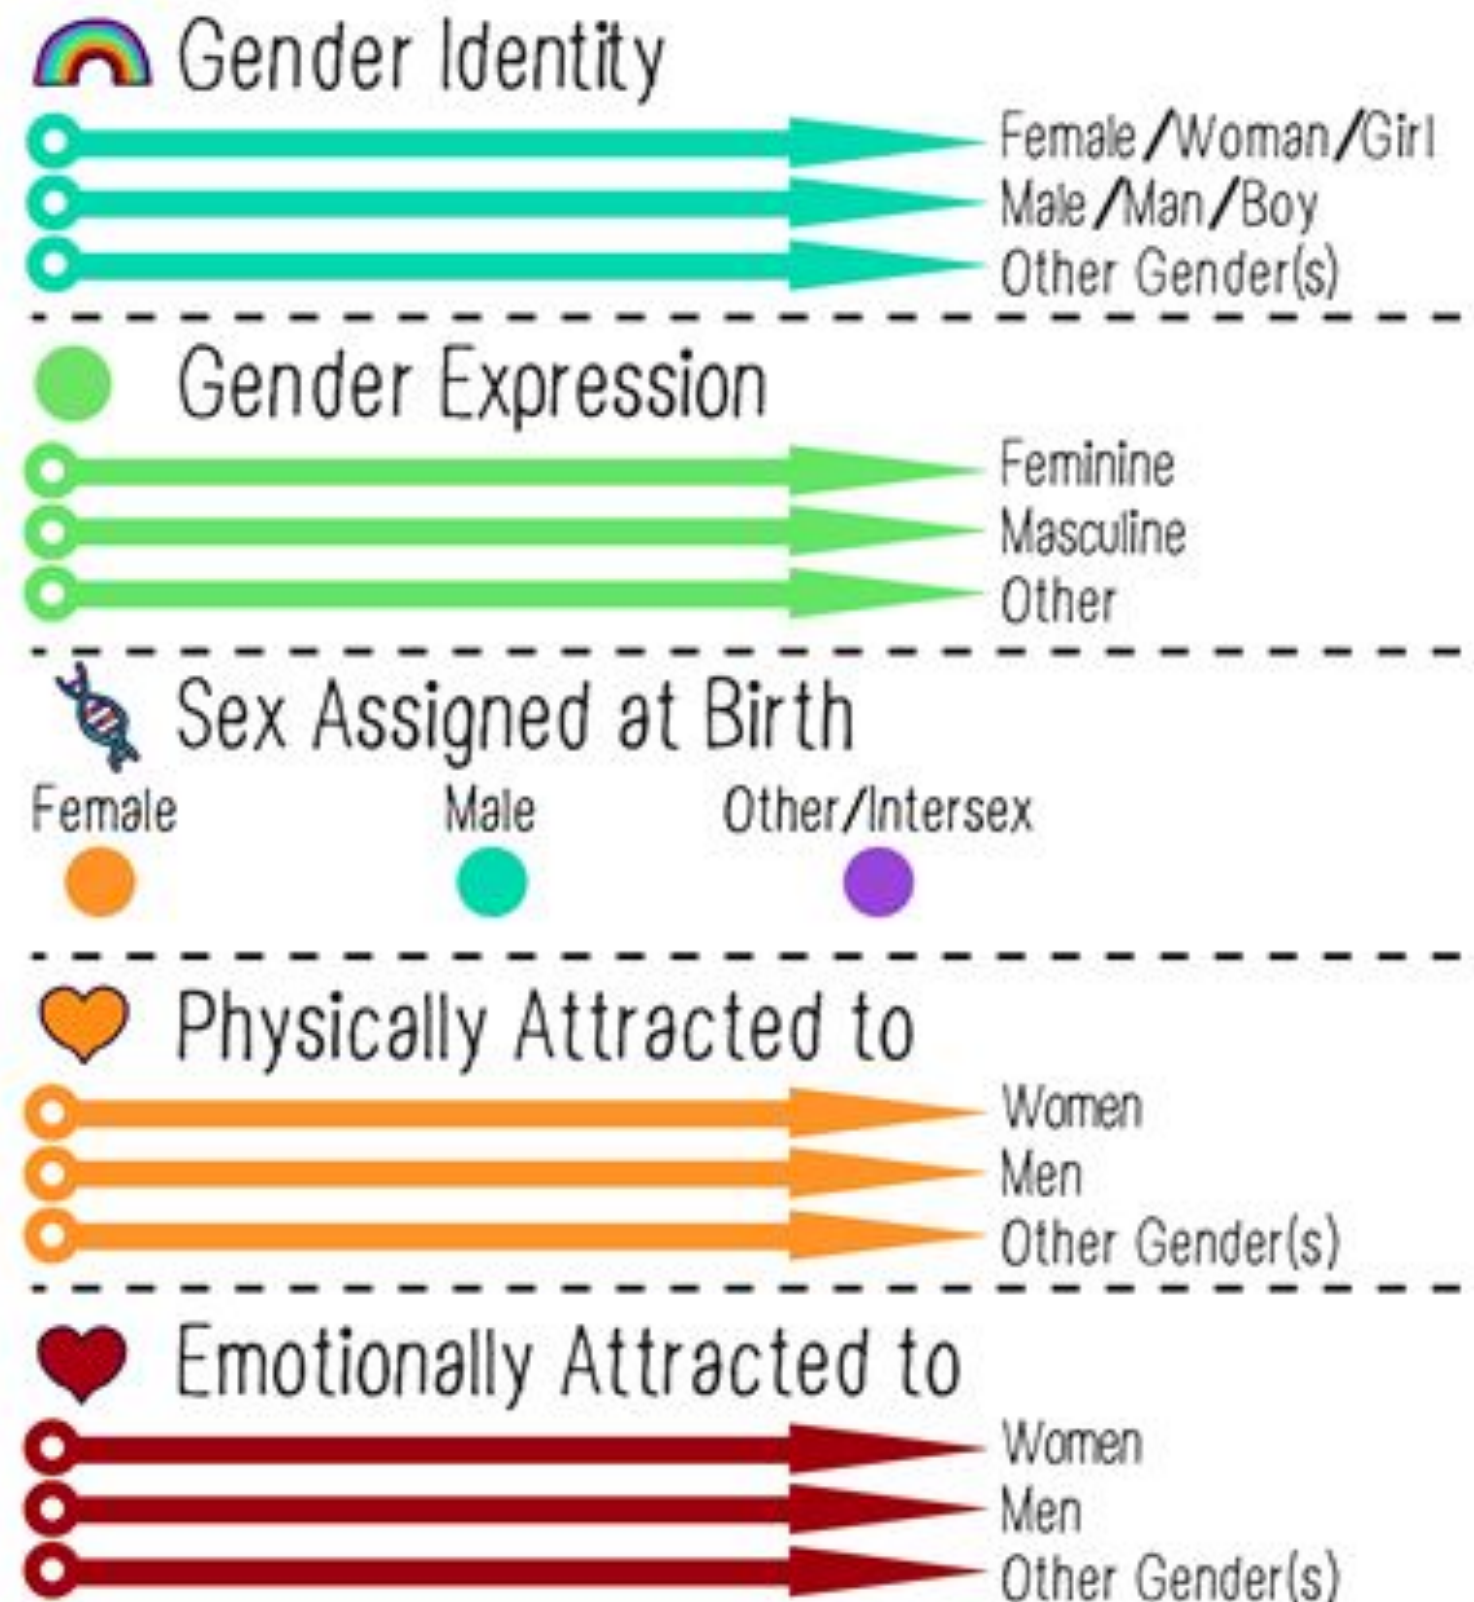 Gender Identity
Female/Woman/Girl
Male/Man/Boy
Other Gender(s)
Gender Expression
Feminine
Masculine
Other
Sex Assigned at Birth
Female Male Other/Intersex
Physically Attracted to
Women
Men
Other Gender(s)
Emotionally Attracted to
Women
Men
Other Gender(s)